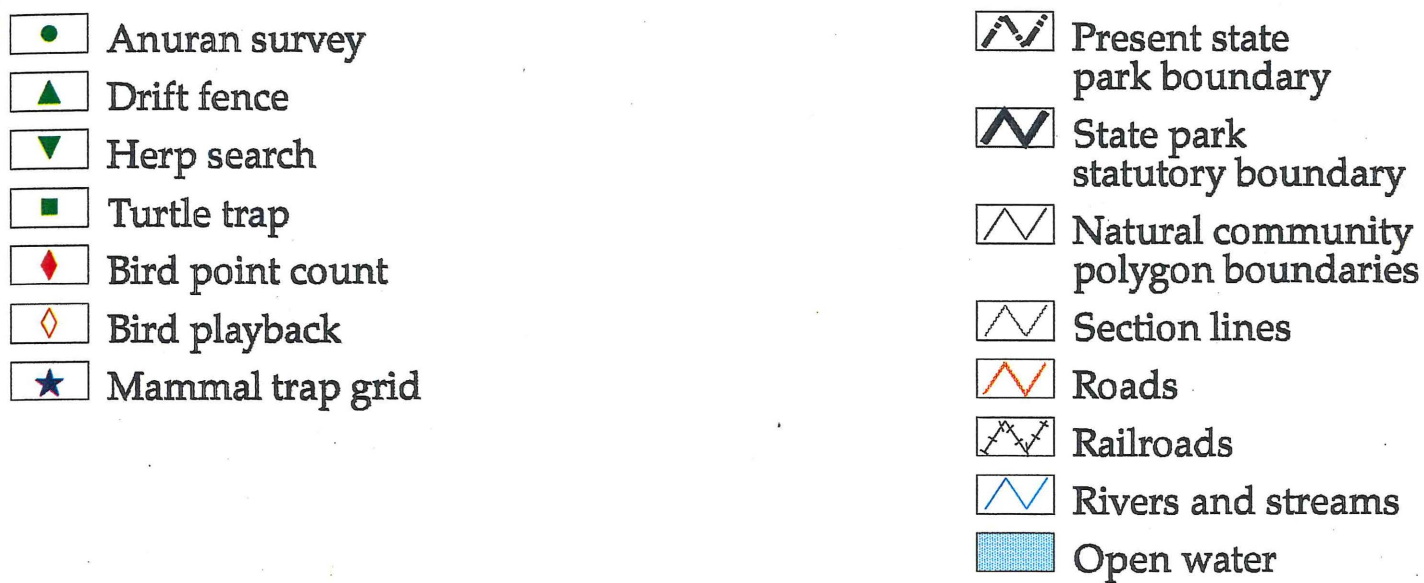 Anuran survey
Drift fence
Herp search
Turtle trap
Bird point count
Bird playback
Mammal trap grid
Present state
park boundary
State park
statutory boundary
Natural community
polygon boundaries
Section lines
Roads
Railroads
Rivers and streams
Open water